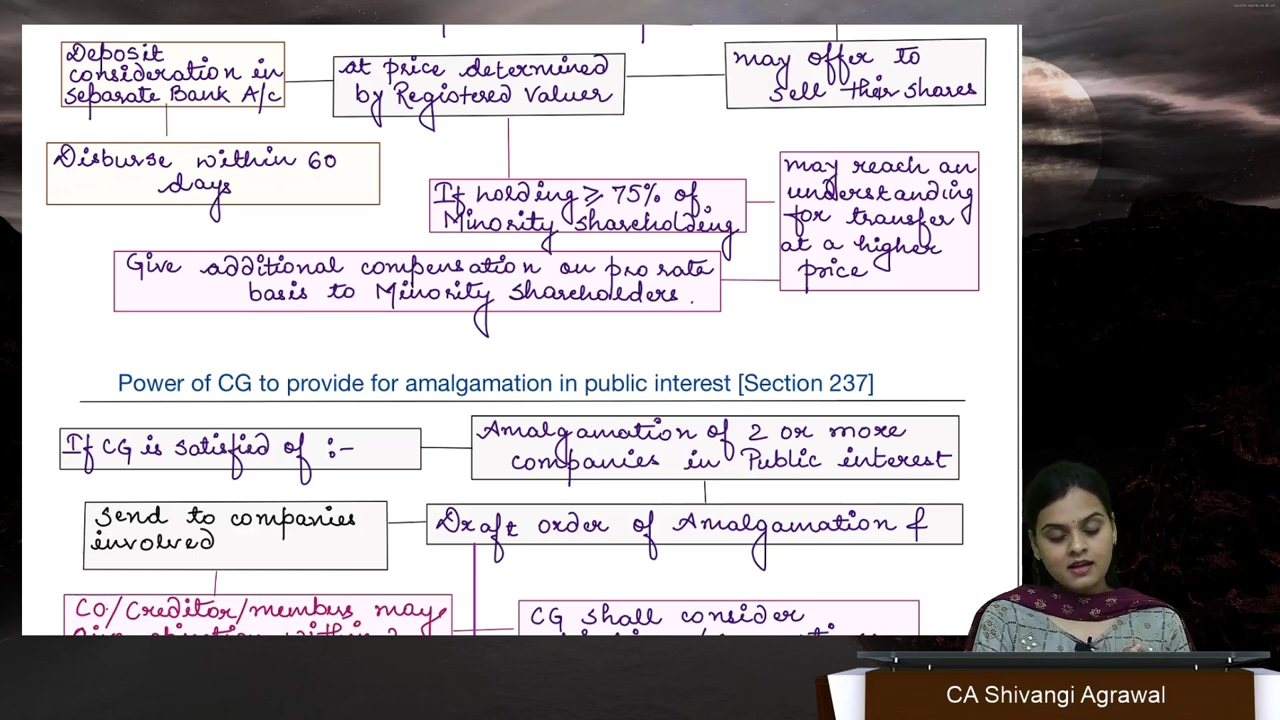 Deposit
consideration in
separate Bank A/c
at price determined
by Registered Valuer
may offer to
sell their shares
Disburse within 60
days
If holding ⩾ 75% of
Minority shareholding
may reach an
understanding
for transfer
at a higher
price
Give additional compensation on pro rate
basis to Minority shareholders.
Power of CG to provide for amalgamation in public interest [Section 237]
If CG is satisfied of :-
Amalgamation of 2 or more
companies in Public interest
Send to companies
involved
Draft order of Amalgamation f
CO/Creditor/members may
CG shall consider
CA Shivangi Agrawal